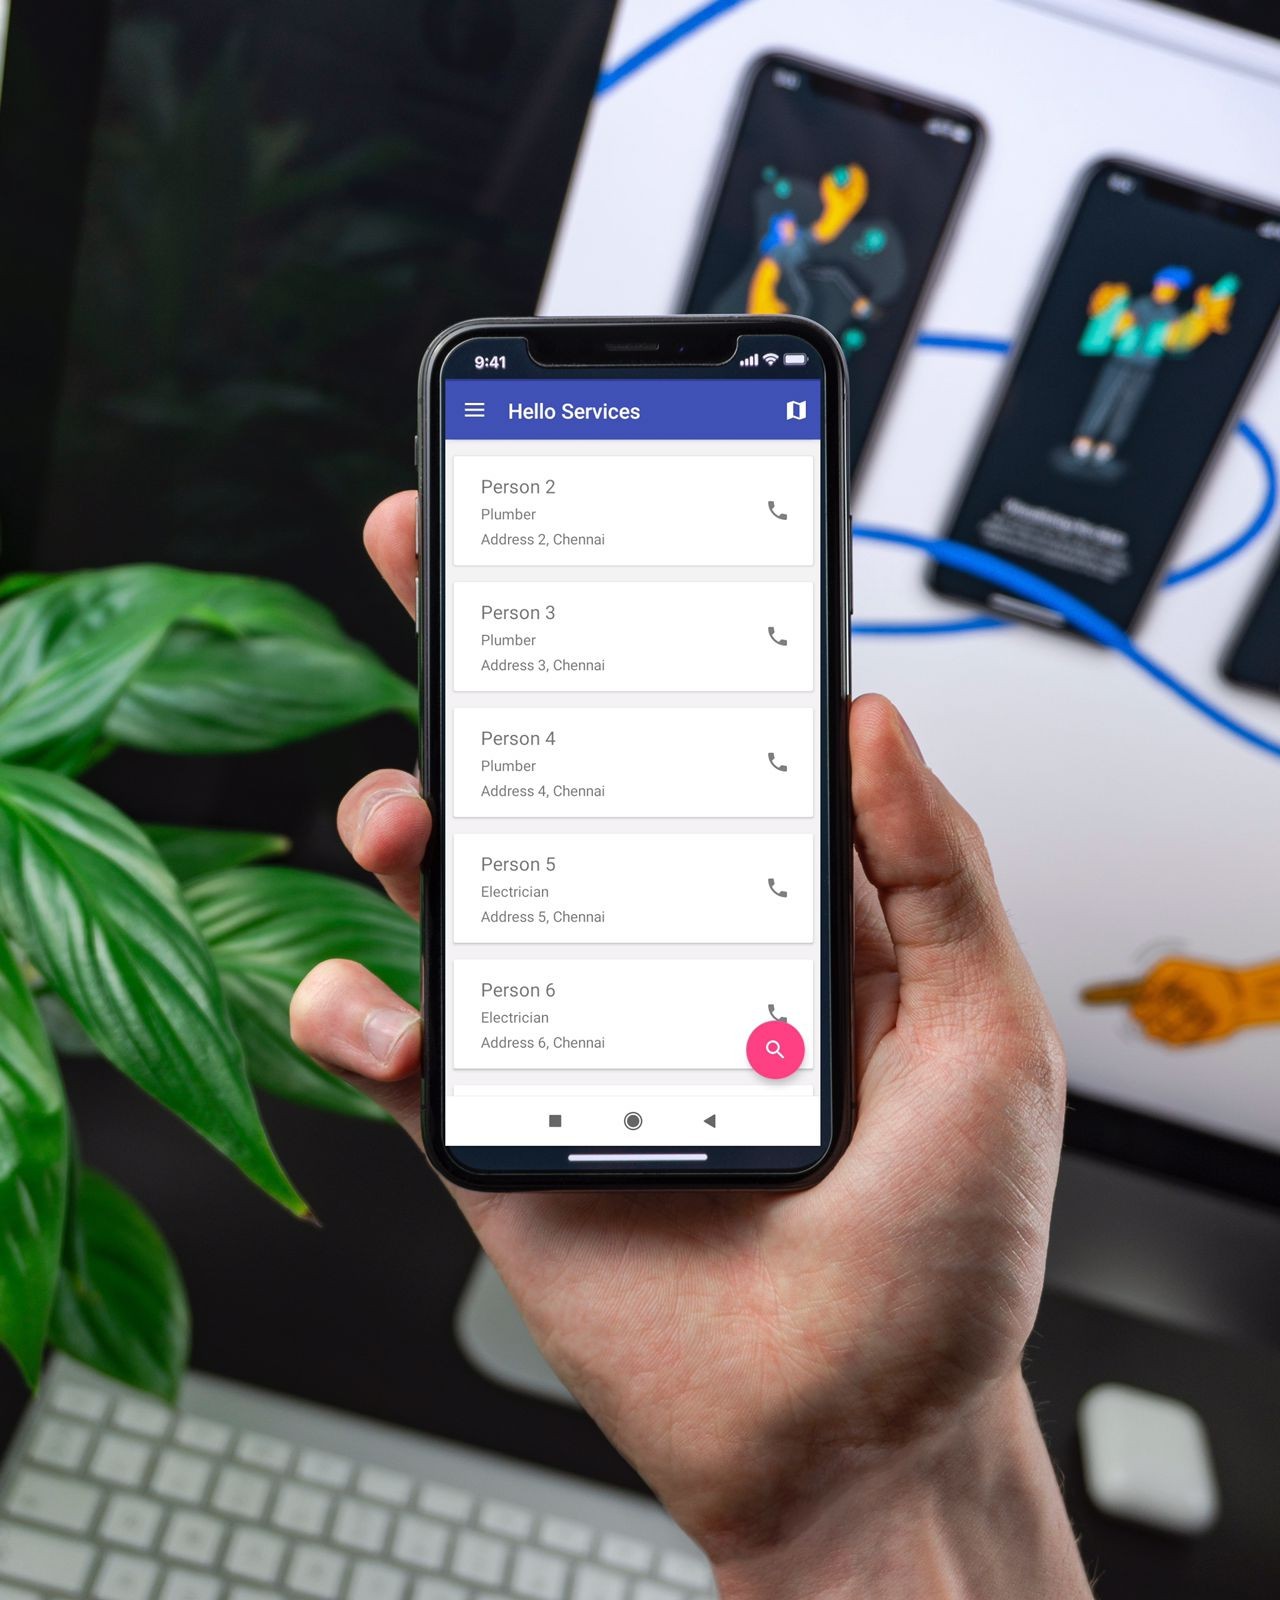 9:41
Hello Services
Person 2
Plumber
Address 2, Chennai
Person 3
Plumber
Address 3, Chennai
Person 4
Plumber
Address 4, Chennai
Person 5
Electrician
Address 5, Chennai
Person 6
Electrician
Address 6, Chennai